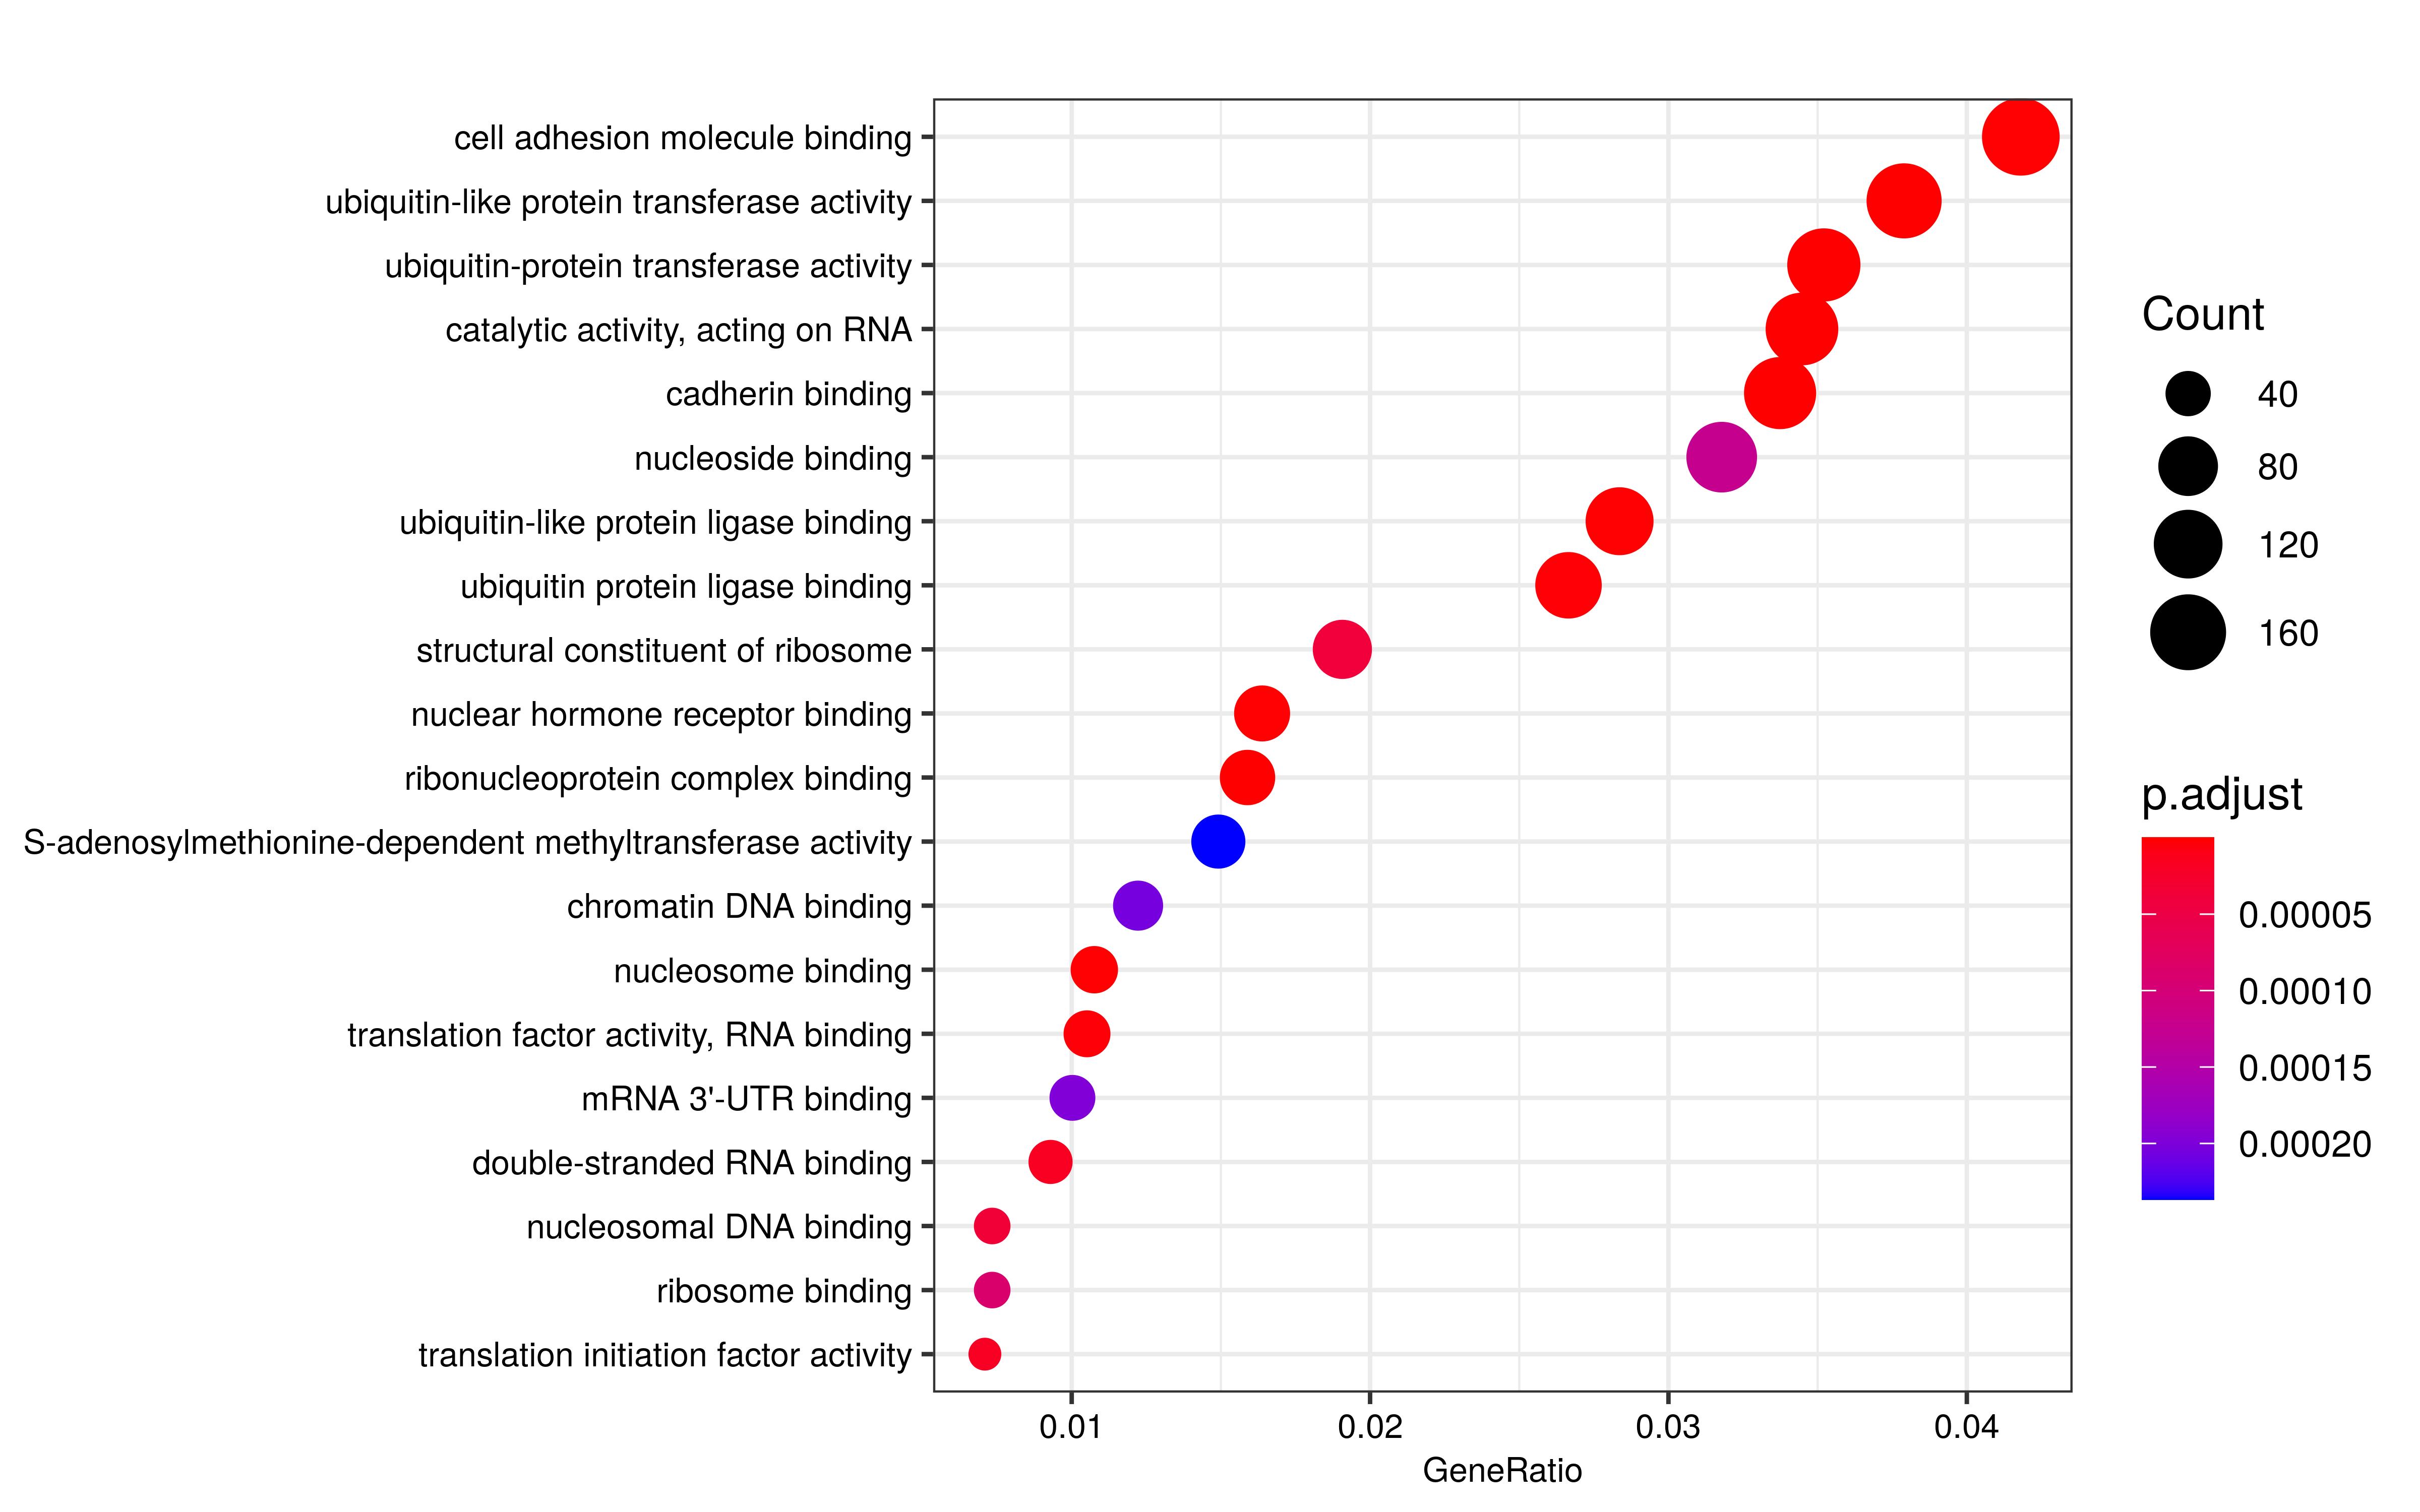 cell adhesion molecule binding
ubiquitin-like protein transferase activity
ubiquitin-protein transferase activity
catalytic activity, acting on RNA
cadherin binding
nucleoside binding
ubiquitin-like protein ligase binding
ubiquitin protein ligase binding
structural constituent of ribosome
nuclear hormone receptor binding
ribonucleoprotein complex binding
S-adenosylmethionine-dependent methyltransferase activity
chromatin DNA binding
nucleosome binding
translation factor activity, RNA binding
mRNA 3'-UTR binding
double-stranded RNA binding
nucleosomal DNA binding
ribosome binding
translation initiation factor activity
0.01 0.02 0.03 0.04
GeneRatio
Count
40
80
120
160
p.adjust
0.00005
0.00010
0.00015
0.00020